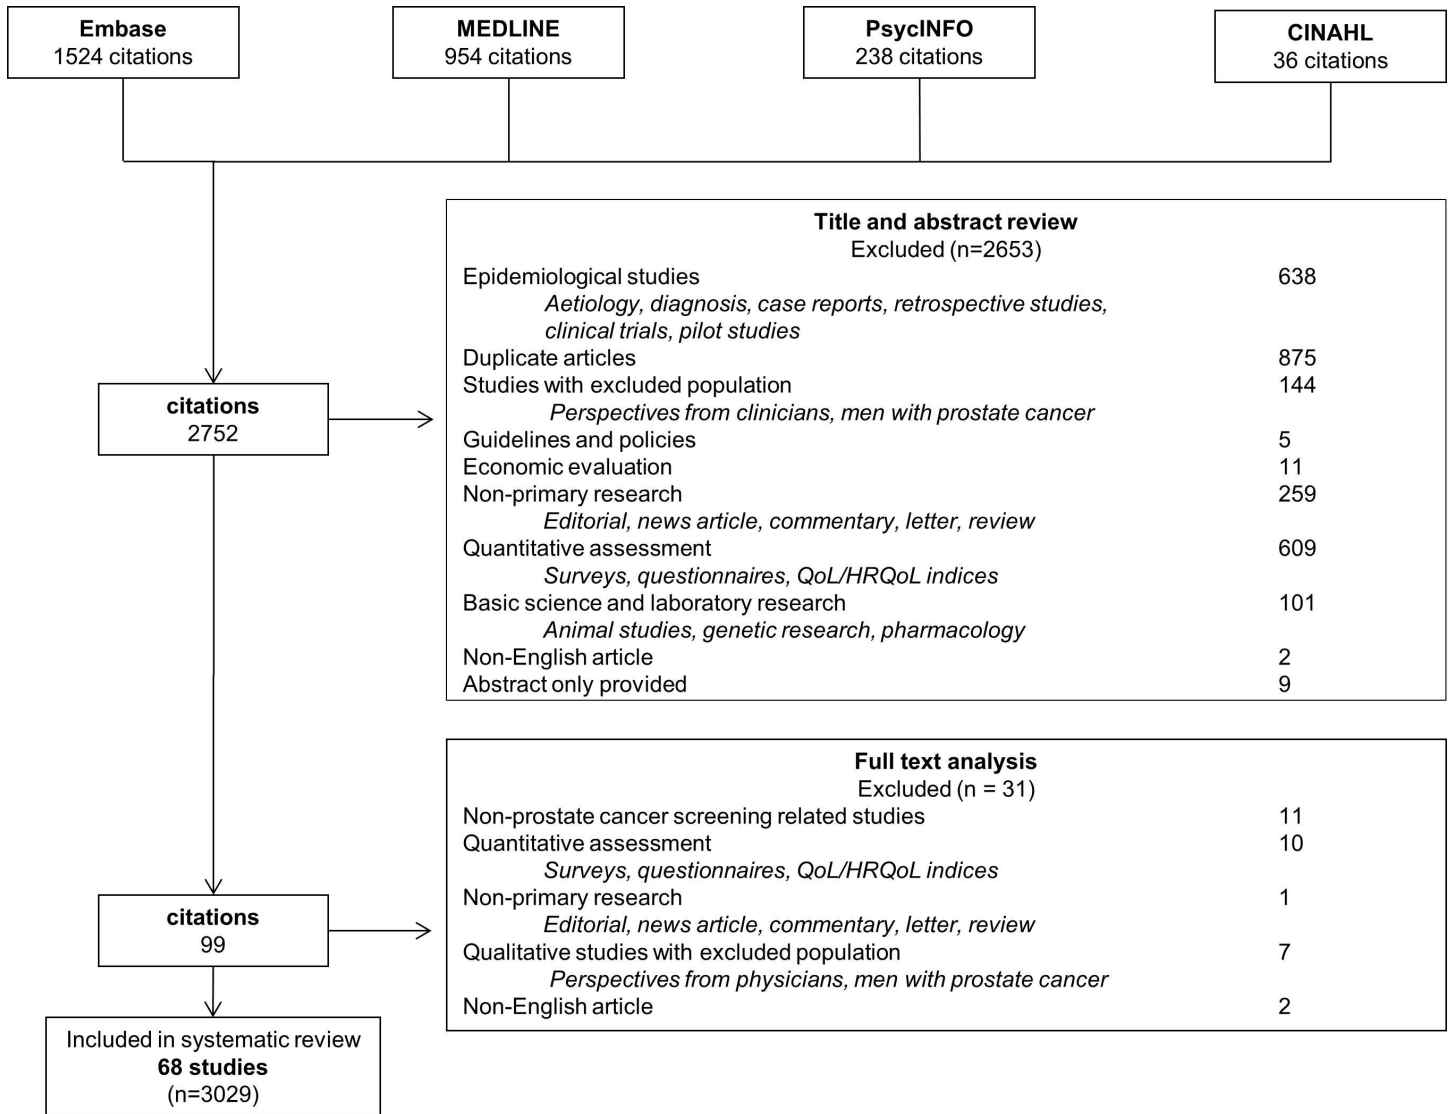 Embase
1524 citations
MEDLINE
954 citations
PsycINFO
238 citations
CINAHL
36 citations
Title and abstract review
Excluded (n=2653)
Epidemiological studies 638
Aetiology, diagnosis, case reports, retrospective studies,
clinical trials, pilot studies
Duplicate articles 875
Studies with excluded population 144
Perspectives from clinicians, men with prostate cancer
Guidelines and policies 5
Economic evaluation 11
Non-primary research 259
Editorial, news article, commentary, letter, review
Quantitative assessment 609
Surveys, questionnaires, QoL/HRQoL indices
Basic science and laboratory research 101
Animal studies, genetic research, pharmacology
Non-English article 2
Abstract only provided 9
citations
2752
Full text analysis
Excluded (n = 31)
Non-prostate cancer screening related studies 11
Quantitative assessment 10
Surveys, questionnaires, QoL/HRQoL indices
Non-primary research 1
Editorial, news article, commentary, letter, review
Qualitative studies with excluded population 7
Perspectives from physicians, men with prostate cancer
Non-English article 2
citations
99
Included in systematic review
68 studies
(n=3029)